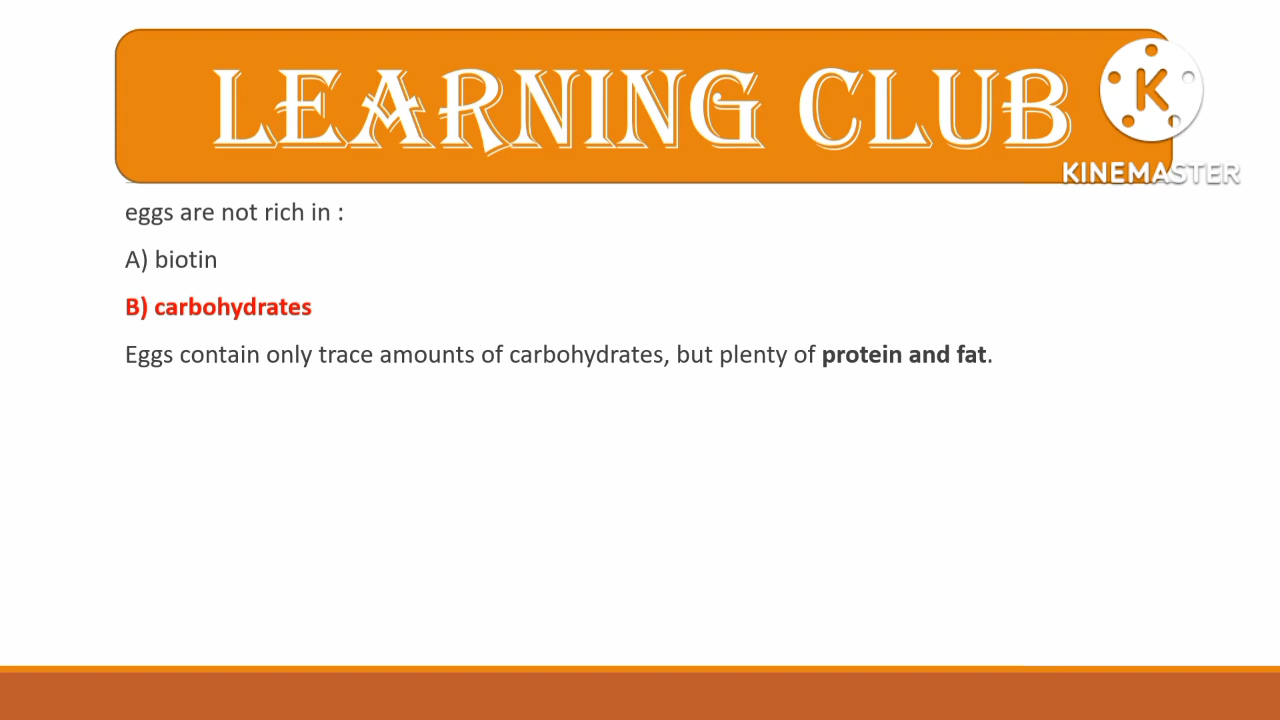 LEARNING CLUB
K
KINEMASTER
eggs are not rich in :
A) biotin
B) carbohydrates
Eggs contain only trace amounts of carbohydrates, but plenty of protein and fat.